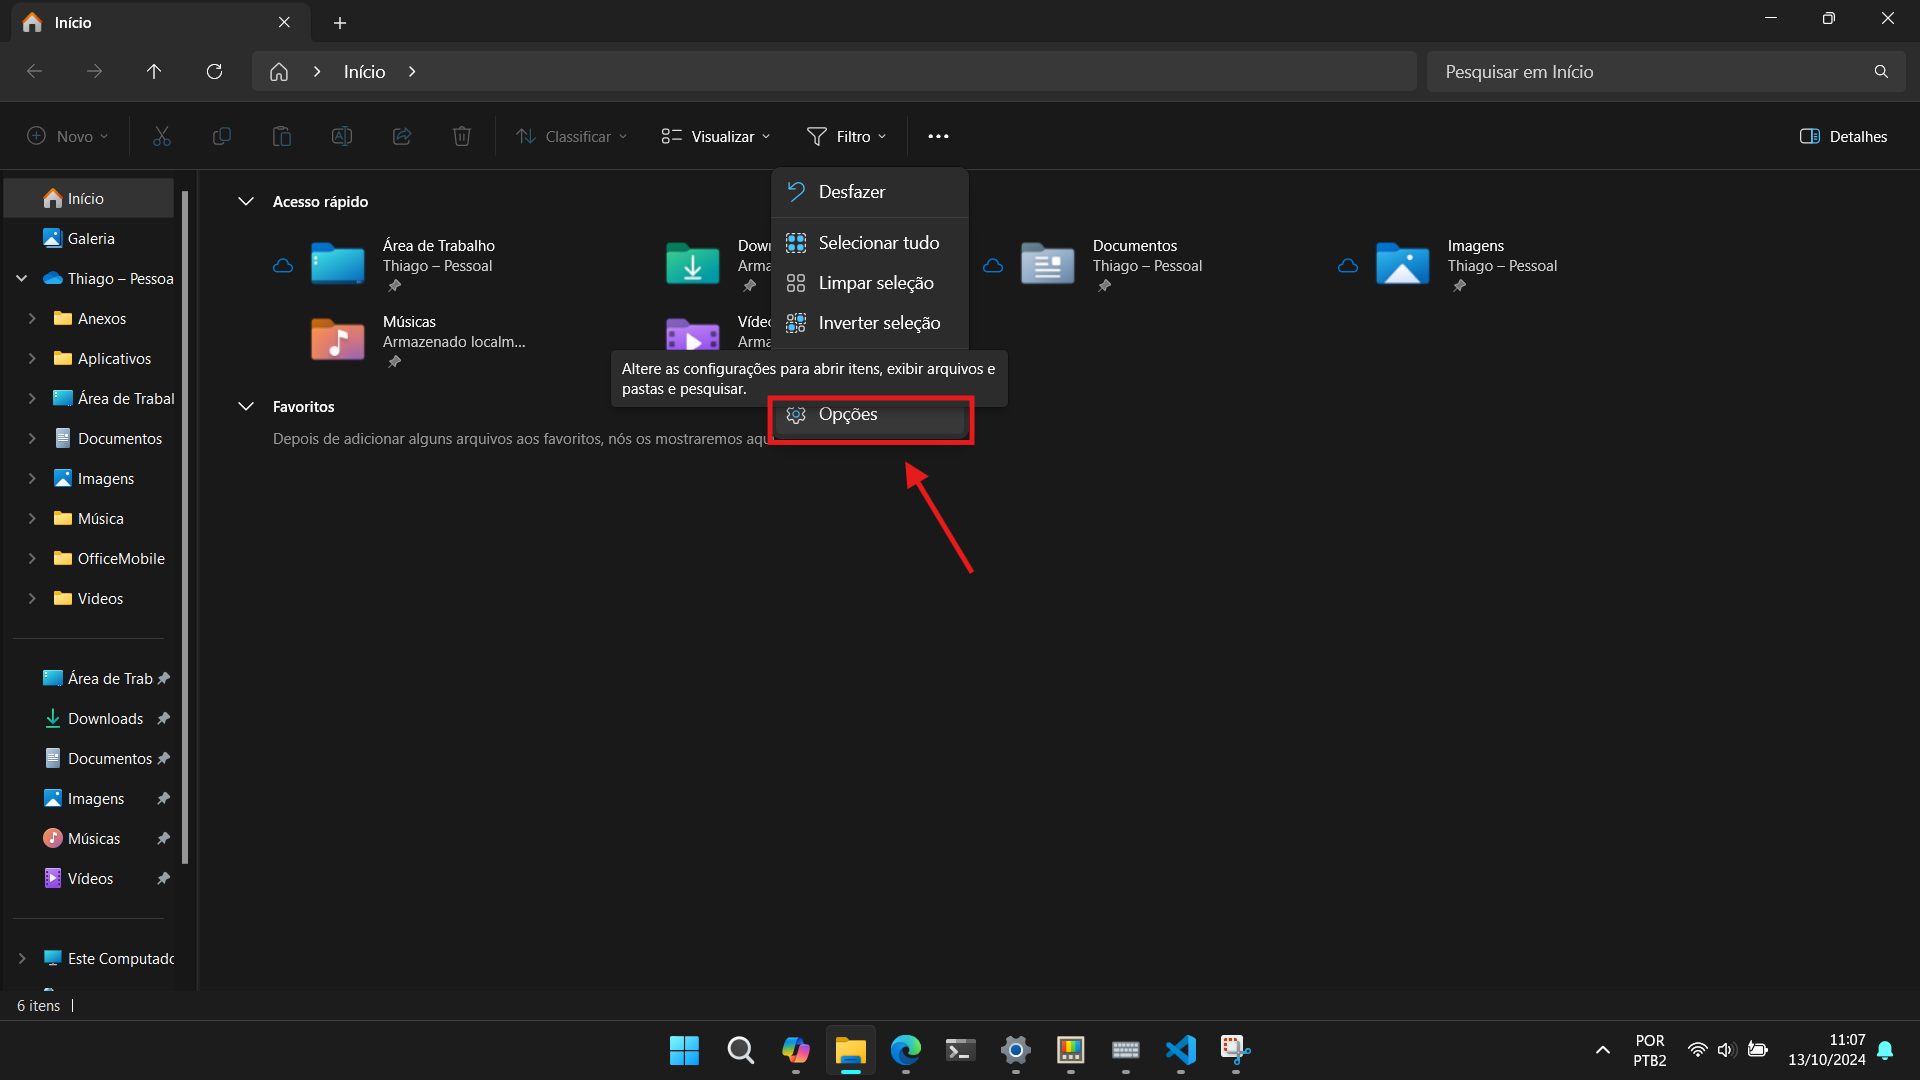 Início
Início
Pesquisar em Início
Novo
Classificar
Visualizar
Filtro
Detalhes
Início
Galeria
Thiago – Pessoa
Anexos
Aplicativos
Área de Trabal
Documentos
Imagens
Música
OfficeMobile
Videos
Área de Trab
Downloads
Documentos
Imagens
Músicas
Vídeos
Este Computado
Acesso rápido
Área de Trabalho
Thiago – Pessoal
Down
Arma
Documentos
Thiago – Pessoal
Imagens
Thiago – Pessoal
Músicas
Armazenado localm...
Víde
Arma
Favoritos
Depois de adicionar alguns arquivos aos favoritos, nós os mostraremos aqu
Desfazer
Selecionar tudo
Limpar seleção
Inverter seleção
Altere as configurações para abrir itens, exibir arquivos e
pastas e pesquisar.
Opções
6 itens
POR
PTB2
11:07
13/10/2024